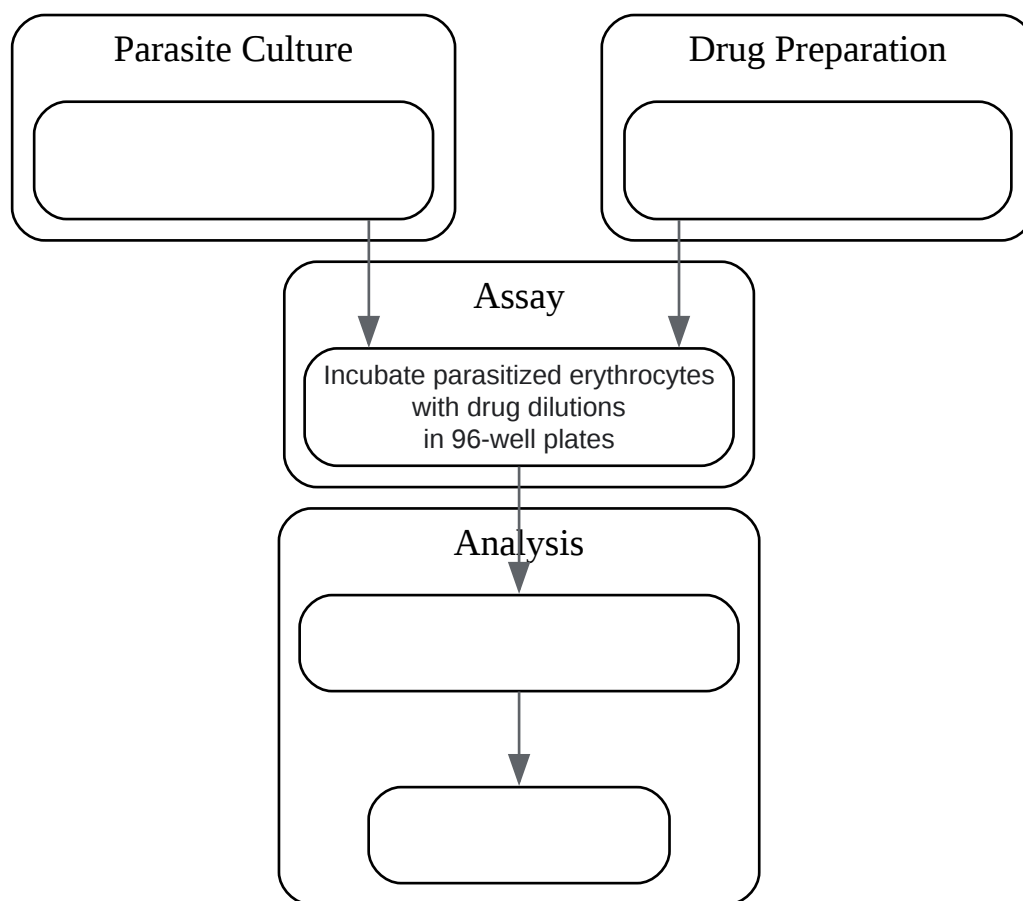 Parasite Culture
Drug Preparation
Assay
Incubate parasitized erythrocytes
with drug dilutions
in 96-well plates
Analysis